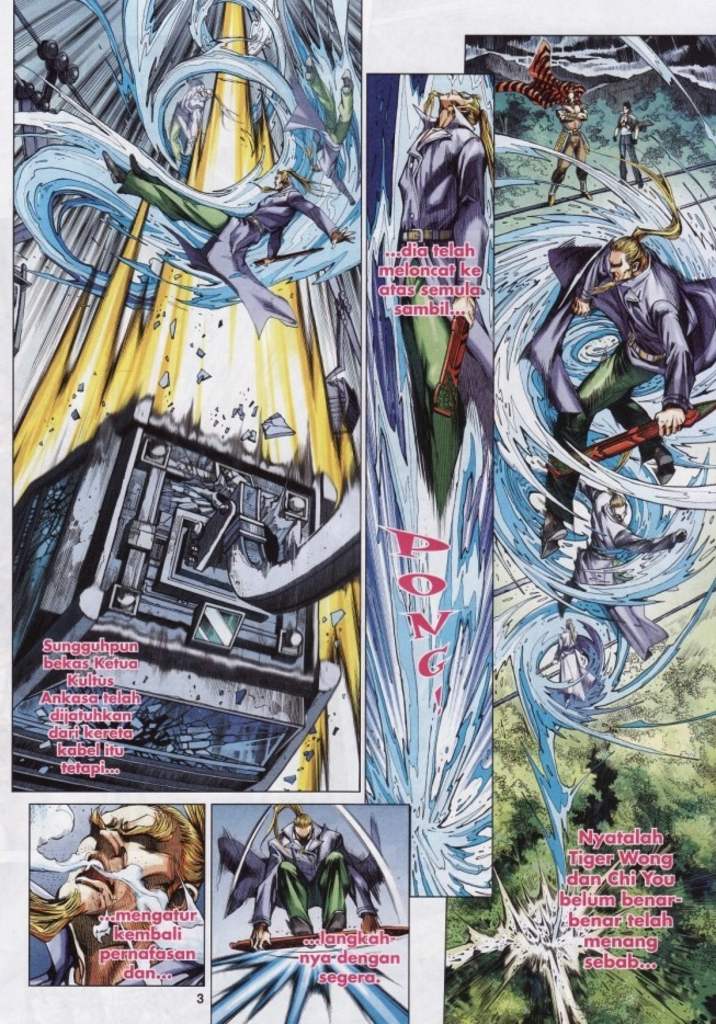 Sungguhpun
bekas Ketua
Kultus
Ankasa telah
dijatuhkan
dari kereta
kabel itu
tetapi...
...dia telah
meloncat ke
atas semula
sambil...
PONG!
...mengatur
kembali
pernafasan
dan...
...langkah-
nya dengan
segera.
Nyatalah
Tiger Wong
dan Chi You
belum benar-
benar telah
menang
sebab...
3